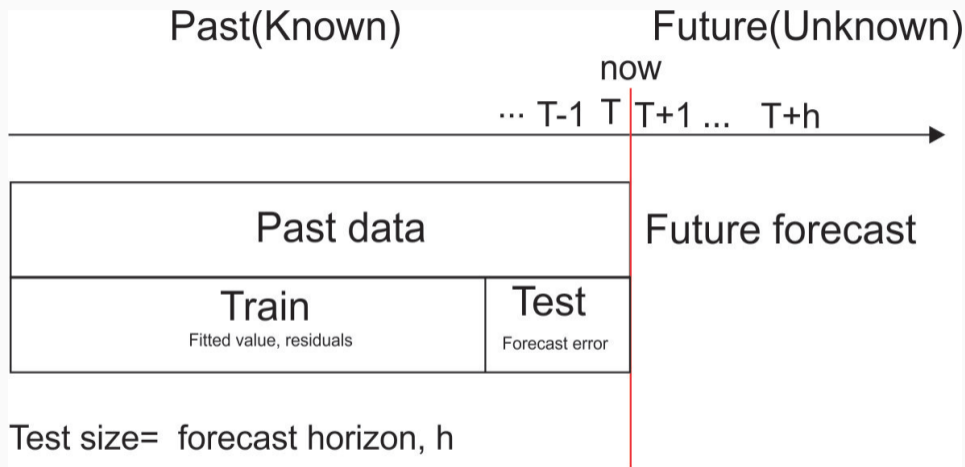 Past(Known) Future(Unknown)
now
... T-1 T T+1 ... T+h
Past data Future forecast
Train Test
Fitted value, residuals Forecast error
Test size= forecast horizon, h